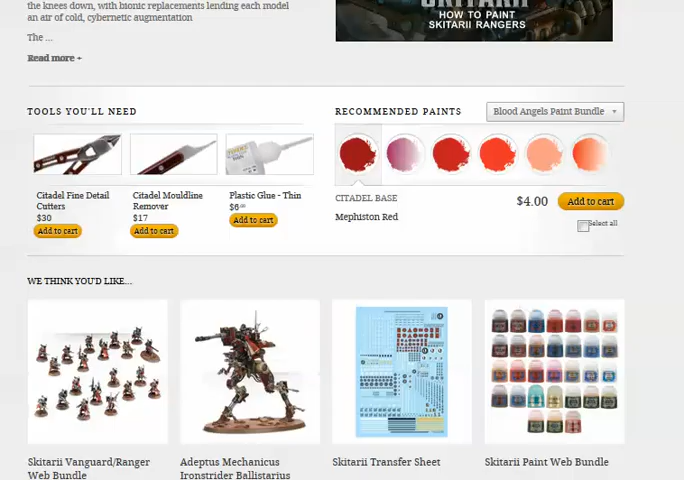 the knees down, with bionic replacements lending each model
an air of cold, cybernetic augmentation
The ...
Read more +
SKITARII
HOW TO PAINT
SKITARII RANGERS
TOOLS YOU'LL NEED
RECOMMENDED PAINTS
Blood Angels Paint Bundle
Citadel Fine Detail
Cutters
$30
Add to cart
Citadel Mouldline
Remover
$17
Add to cart
Plastic Glue - Thin
$6
Add to cart
CITADEL BASE
Mephiston Red
$4.00
Add to cart
Select all
WE THINK YOU'D LIKE...
Skitarii Vanguard/Ranger
Web Bundle
Adeptus Mechanicus
Ironstrider Ballistarius
Skitarii Transfer Sheet
Skitarii Paint Web Bundle